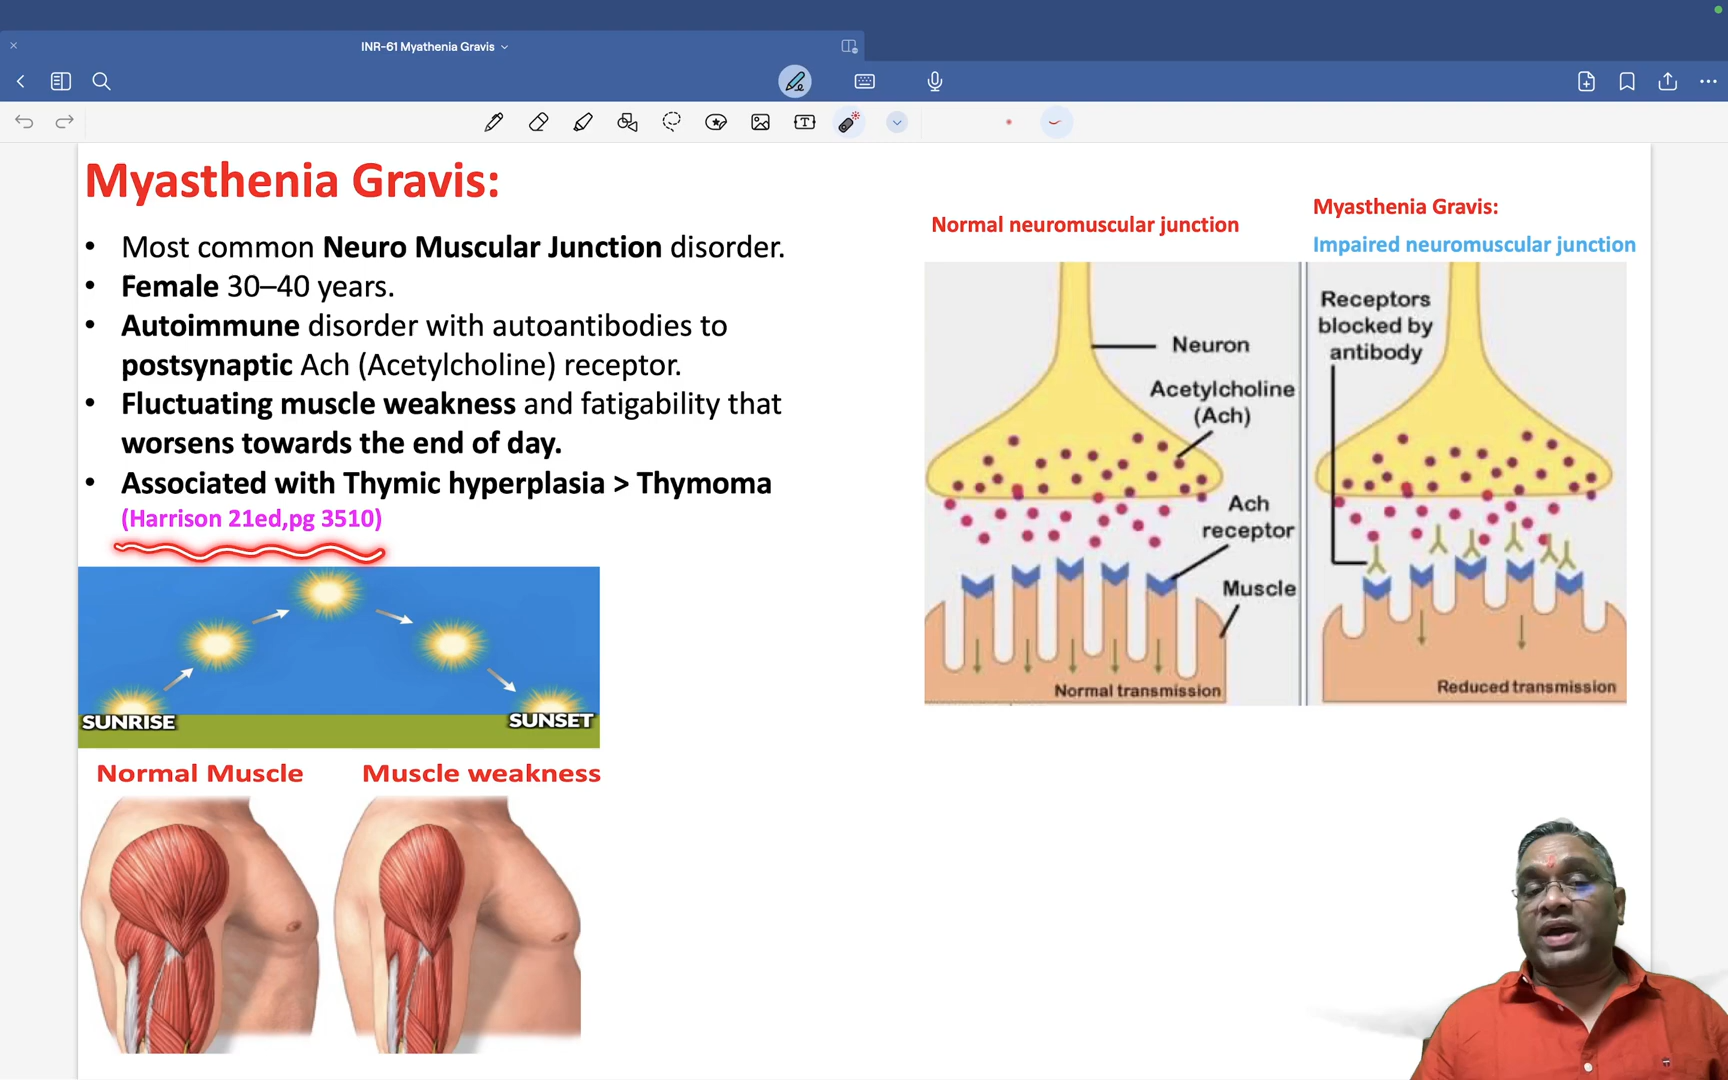 INR-61 Myathenia Gravis
Myasthenia Gravis:
• Most common Neuro Muscular Junction disorder.
• Female 30–40 years.
• Autoimmune disorder with autoantibodies to
postsynaptic Ach (Acetylcholine) receptor.
• Fluctuating muscle weakness and fatigability that
worsens towards the end of day.
• Associated with Thymic hyperplasia > Thymoma
(Harrison 21ed,pg 3510)
SUNRISE
SUNSET
Normal Muscle
Muscle weakness
Normal neuromuscular junction
Neuron
Acetylcholine
(Ach)
Ach
receptor
Muscle
Normal transmission
Myasthenia Gravis:
Impaired neuromuscular junction
Receptors
blocked by
antibody
Reduced transmission